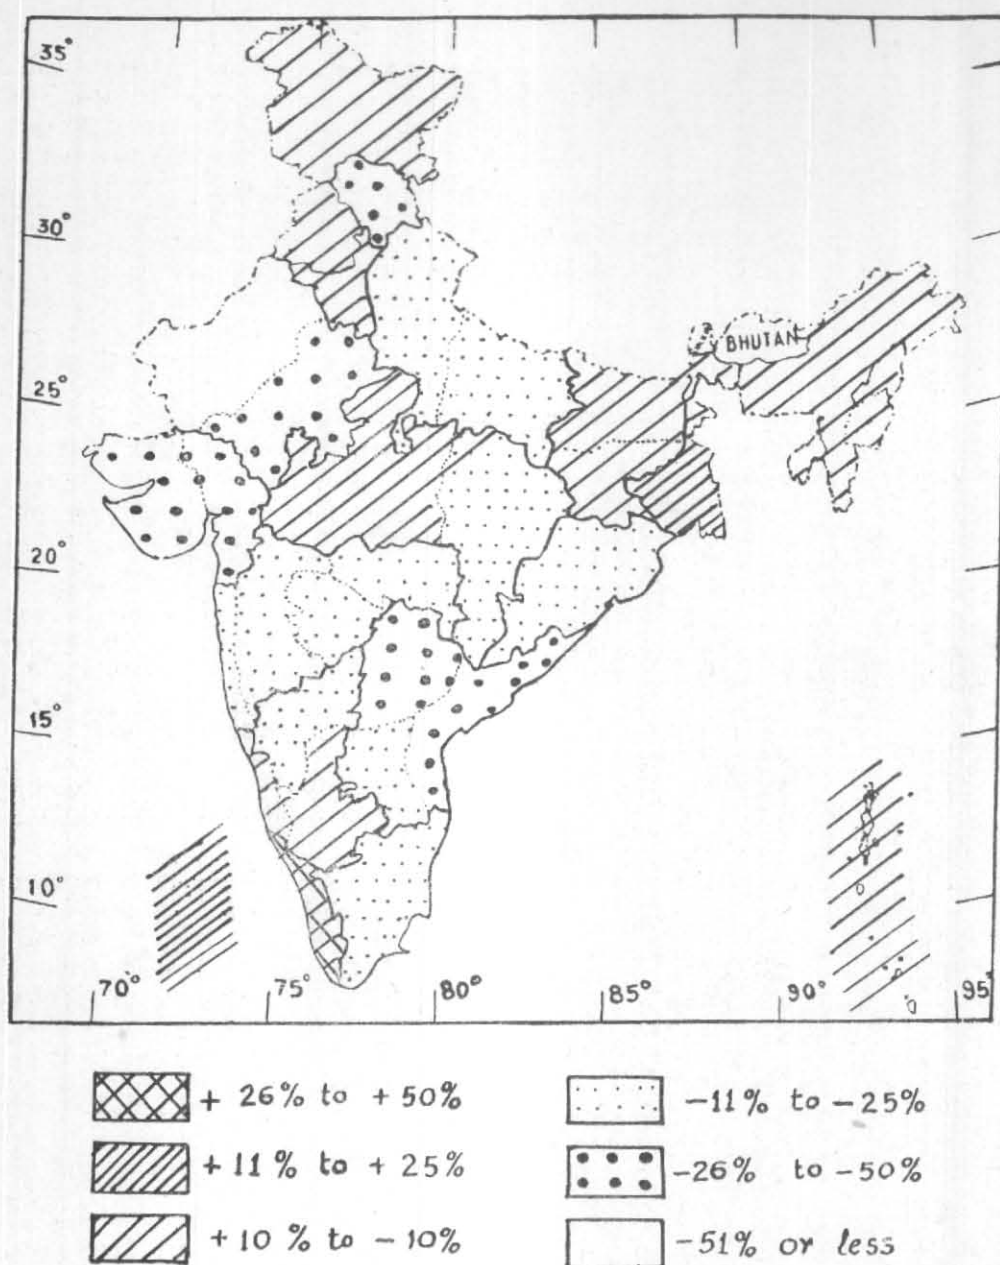 35°
30°
BHUTAN
25°
20°
15°
10°
70° 75° 80° 85° 90° 95°
+ 26% to + 50%
-11% to -25%
+ 11% to + 25%
-26% to -50%
+ 10% to - 10%
-51% or less